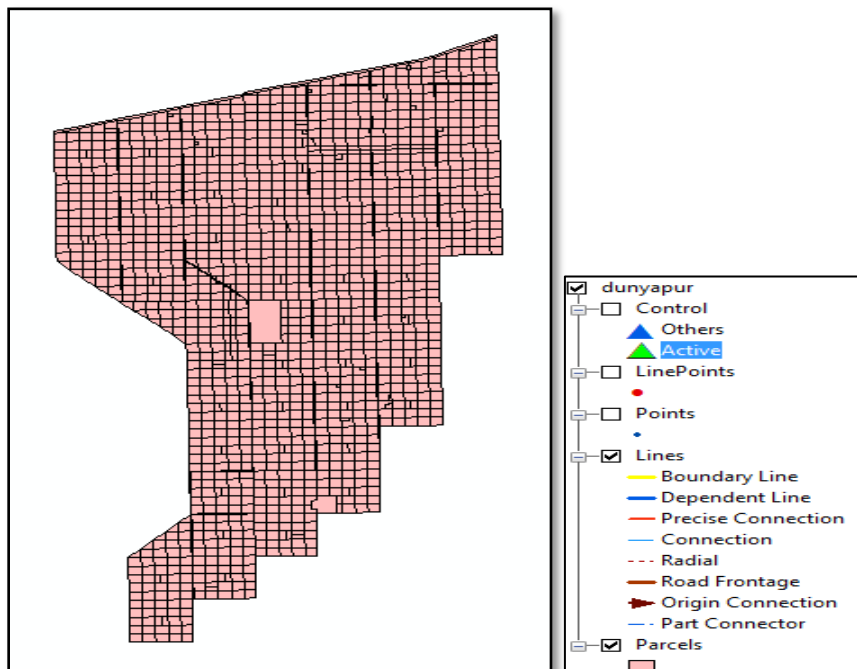 dunyapur
Control
Others
Active
LinePoints
Points
Lines
Boundary Line
Dependent Line
Precise Connection
Connection
Radial
Road Frontage
Origin Connection
Part Connector
Parcels